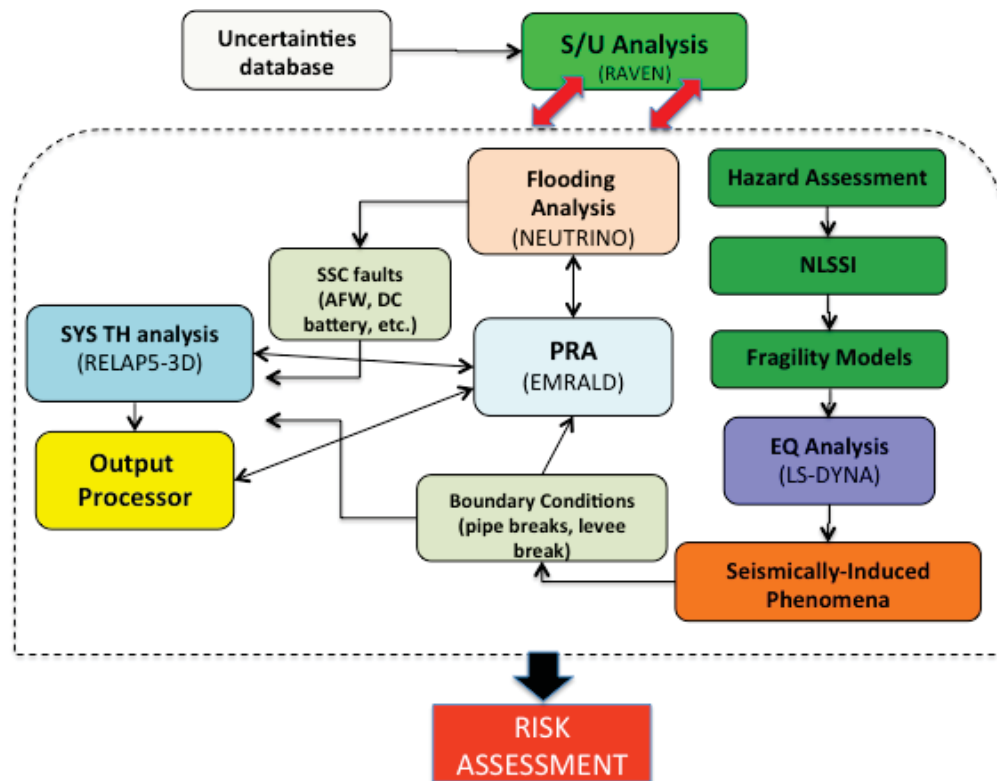 Uncertainties
database
S/U Analysis
(RAVEN)
Flooding
Analysis
(NEUTRINO)
Hazard Assessment
NLSSI
SSC faults
(AFW, DC
battery, etc.)
SYS TH analysis
(RELAP5-3D)
PRA
(EMRALD)
Fragility Models
EQ Analysis
(LS-DYNA)
Output
Processor
Boundary Conditions
(pipe breaks, levee
break)
Seismically-Induced
Phenomena
RISK
ASSESSMENT